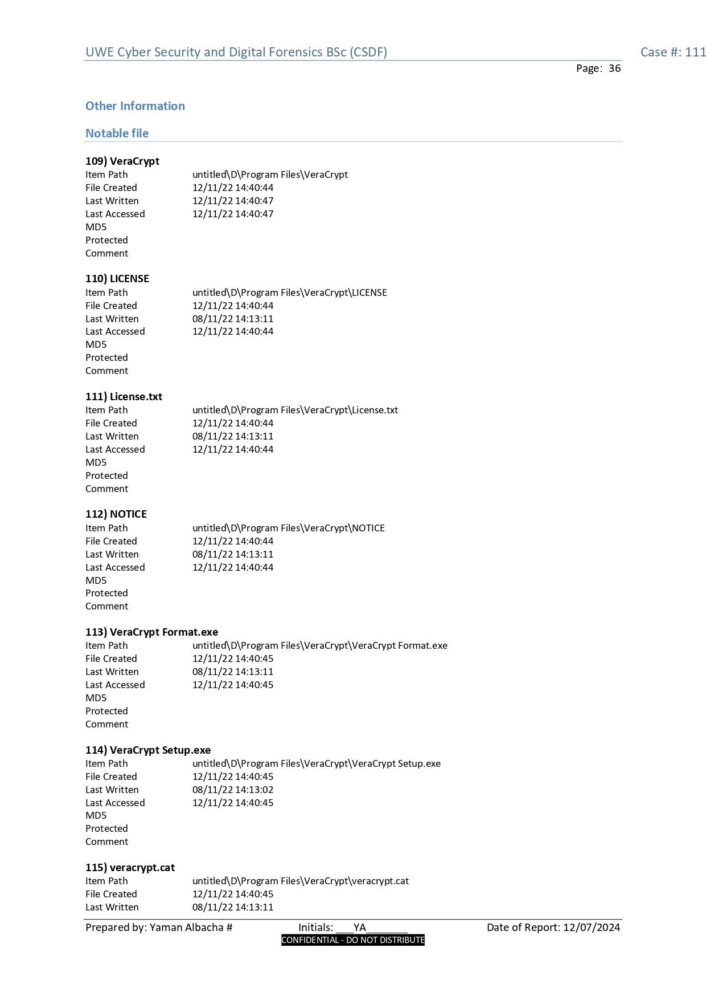 UWE Cyber Security and Digital Forensics BSc (CSDF) Case #: 111
Page: 36
Other Information
Notable file
109) VeraCrypt
Item Path untitled\D\Program Files\VeraCrypt
File Created 12/11/22 14:40:44
Last Written 12/11/22 14:40:47
Last Accessed 12/11/22 14:40:47
MD5
Protected
Comment
110) LICENSE
Item Path untitled\D\Program Files\VeraCrypt\LICENSE
File Created 12/11/22 14:40:44
Last Written 08/11/22 14:13:11
Last Accessed 12/11/22 14:40:44
MD5
Protected
Comment
111) License.txt
Item Path untitled\D\Program Files\VeraCrypt\License.txt
File Created 12/11/22 14:40:44
Last Written 08/11/22 14:13:11
Last Accessed 12/11/22 14:40:44
MD5
Protected
Comment
112) NOTICE
Item Path untitled\D\Program Files\VeraCrypt\NOTICE
File Created 12/11/22 14:40:44
Last Written 08/11/22 14:13:11
Last Accessed 12/11/22 14:40:44
MD5
Protected
Comment
113) VeraCrypt Format.exe
Item Path untitled\D\Program Files\VeraCrypt\VeraCrypt Format.exe
File Created 12/11/22 14:40:45
Last Written 08/11/22 14:13:11
Last Accessed 12/11/22 14:40:45
MD5
Protected
Comment
114) VeraCrypt Setup.exe
Item Path untitled\D\Program Files\VeraCrypt\VeraCrypt Setup.exe
File Created 12/11/22 14:40:45
Last Written 08/11/22 14:13:02
Last Accessed 12/11/22 14:40:45
MD5
Protected
Comment
115) veracrypt.cat
Item Path untitled\D\Program Files\VeraCrypt\veracrypt.cat
File Created 12/11/22 14:40:45
Last Written 08/11/22 14:13:11
Prepared by: Yaman Albacha # Initials: ___YA_______ Date of Report: 12/07/2024
CONFIDENTIAL - DO NOT DISTRIBUTE